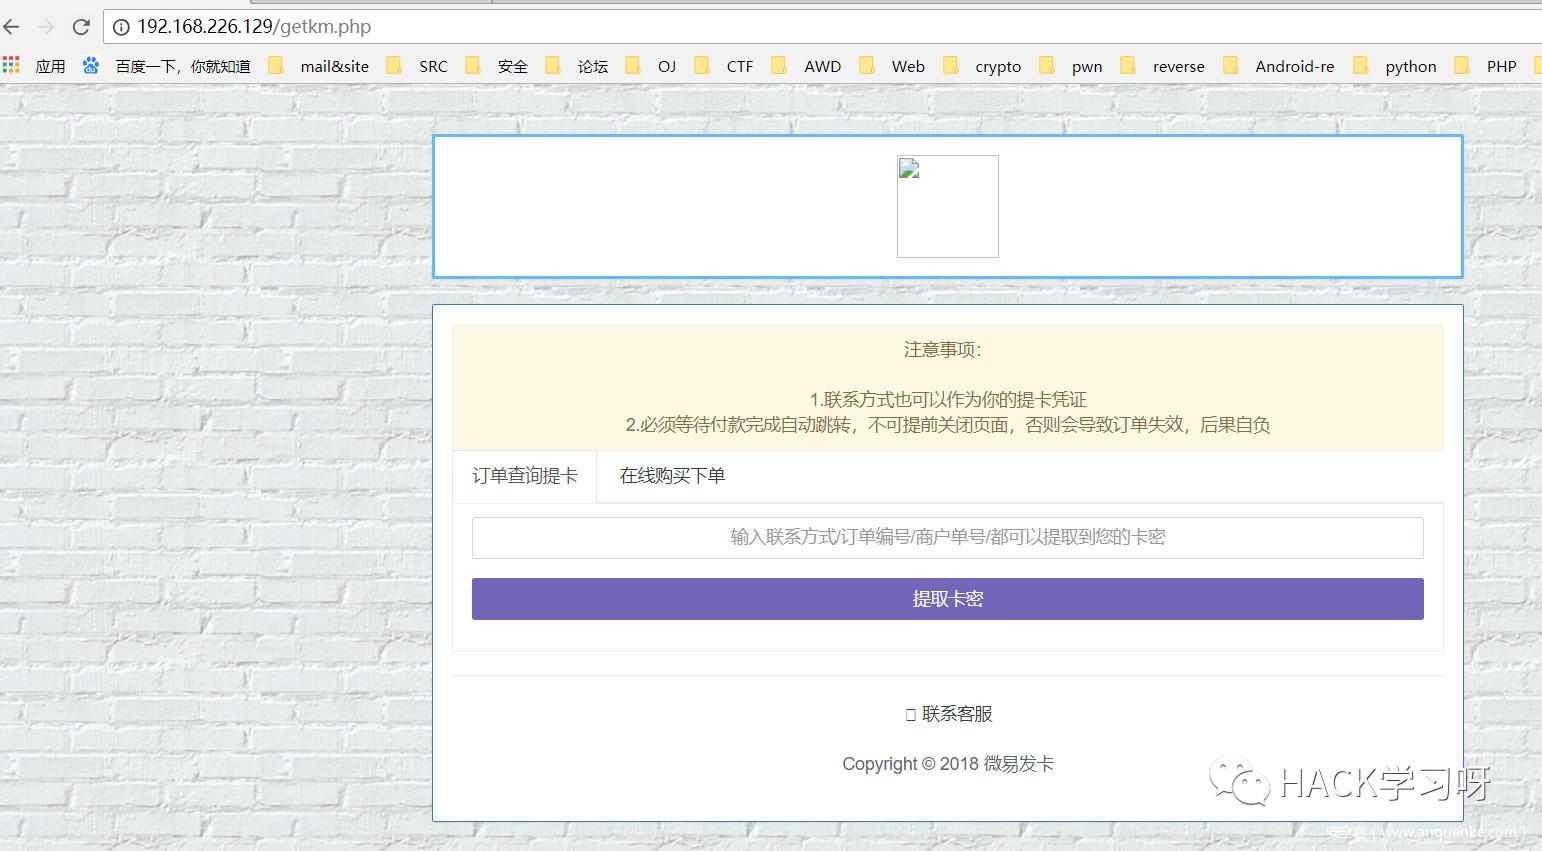 192.168.226.129/getkm.php
应用 百度一下，你就知道 mail&site SRC 安全 论坛 OJ CTF AWD Web crypto pwn reverse Android-re python PHP
注意事项：
1.联系方式也可以作为你的提卡凭证
2.必须等待付款完成自动跳转，不可提前关闭页面，否则会导致订单失效，后果自负
订单查询提卡 在线购买下单
输入联系方式/订单编号/商户单号/都可以提取到您的卡密
提取卡密
联系客服
Copyright © 2018 微易发卡
HACK学习呀
安全客（www.anquanke.com）